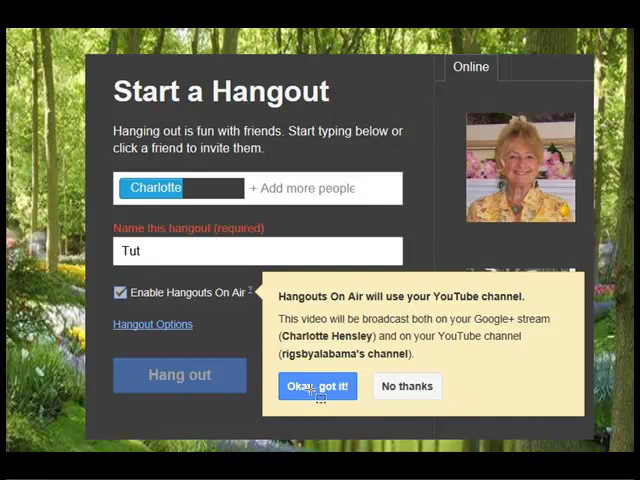 Online
Start a Hangout
Hanging out is fun with friends. Start typing below or
click a friend to invite them.
Charlotte + Add more people
Name this hangout (required)
Tut
Enable Hangouts On Air ?
Hangout Options
Hang out
Hangouts On Air will use your YouTube channel.
This video will be broadcast both on your Google+ stream
(Charlotte Hensley) and on your YouTube channel
(rigsbyalabama's channel).
Okay, got it! No thanks